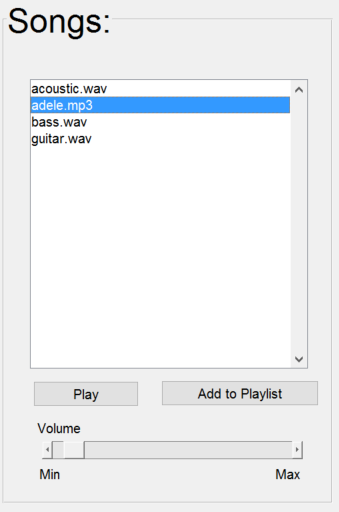 Songs:
acoustic.wav
adele.mp3
bass.wav
guitar.wav
Play Add to Playlist
Volume
Min Max